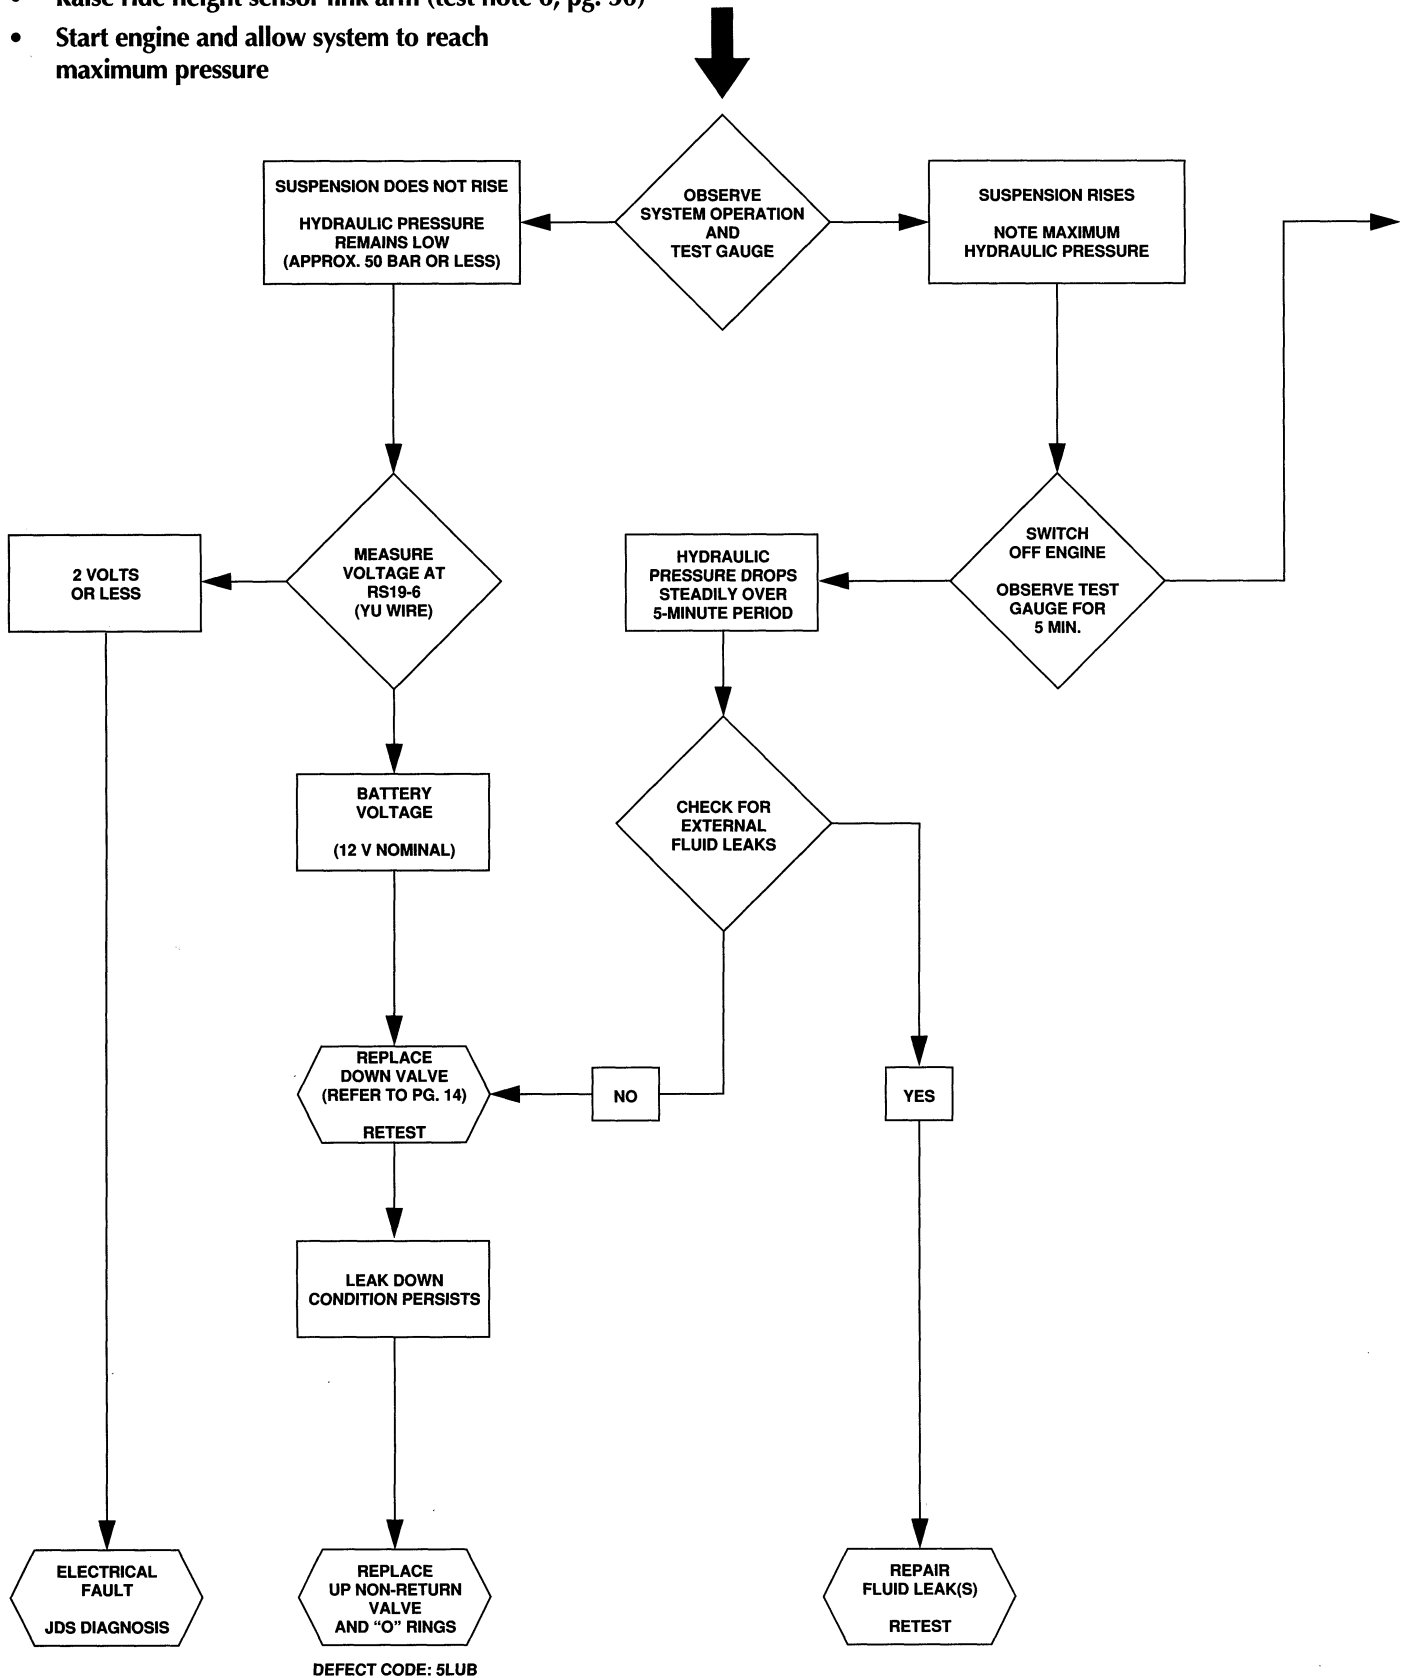 • Raise ride height sensor link arm (test note 6, pg. 56)
• Start engine and allow system to reach
maximum pressure
OBSERVE
SYSTEM OPERATION
AND
TEST GAUGE
SUSPENSION DOES NOT RISE
HYDRAULIC PRESSURE
REMAINS LOW
(APPROX. 50 BAR OR LESS)
SUSPENSION RISES
NOTE MAXIMUM
HYDRAULIC PRESSURE
2 VOLTS
OR LESS
MEASURE
VOLTAGE AT
RS19-6
(YU WIRE)
HYDRAULIC
PRESSURE DROPS
STEADILY OVER
5-MINUTE PERIOD
SWITCH
OFF ENGINE
OBSERVE TEST
GAUGE FOR
5 MIN.
BATTERY
VOLTAGE
(12 V NOMINAL)
CHECK FOR
EXTERNAL
FLUID LEAKS
REPLACE
DOWN VALVE
(REFER TO PG. 14)
RETEST
NO
YES
LEAK DOWN
CONDITION PERSISTS
ELECTRICAL
FAULT
JDS DIAGNOSIS
REPLACE
UP NON-RETURN
VALVE
AND “O” RINGS
REPAIR
FLUID LEAK(S)
RETEST
DEFECT CODE: 5LUB